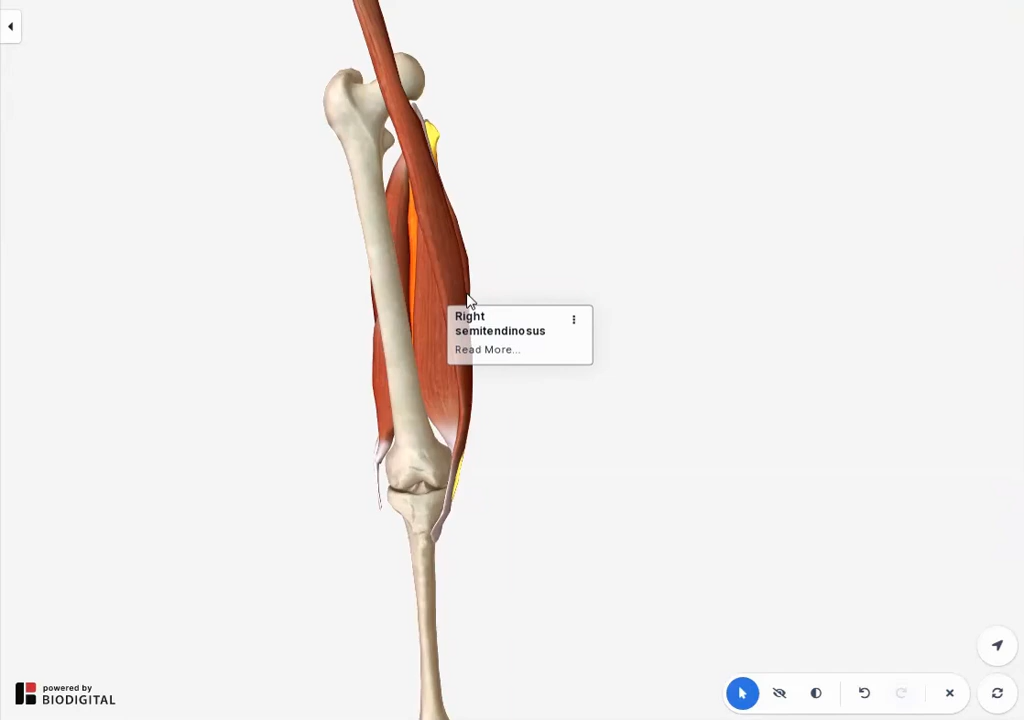 Right
semitendinosus
Read More...
powered by
BIODIGITAL